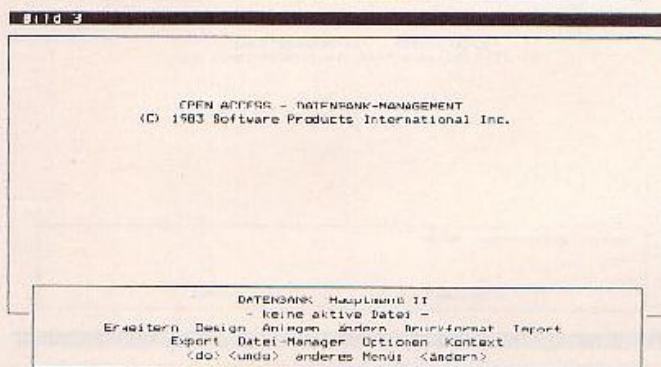 Bild 3
OPEN ACCESS - DATENBANK-MANAGEMENT
(C) 1983 Software Products International Inc.
DATENBANK Hauptmenü II
- keine aktive Datei -
Erweitern Design Anlegen Ändern Druckformat Import
Export Datei-Manager Optionen Kontext
<do> <undo> anderes Menü: <ändern>